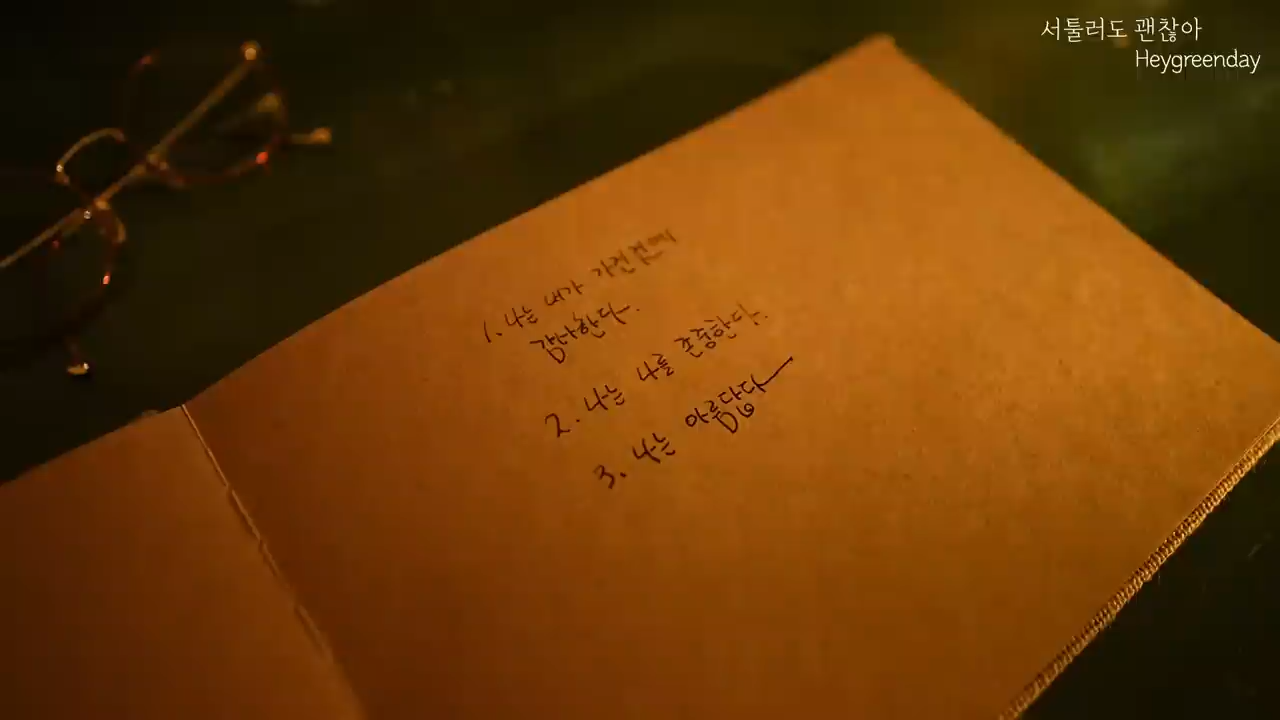 서툴러도 괜찮아
Heygreenday
1. 나는 내가 가진것에
감사한다.
2. 나는 나를 존중한다.
3. 나는 아름답다